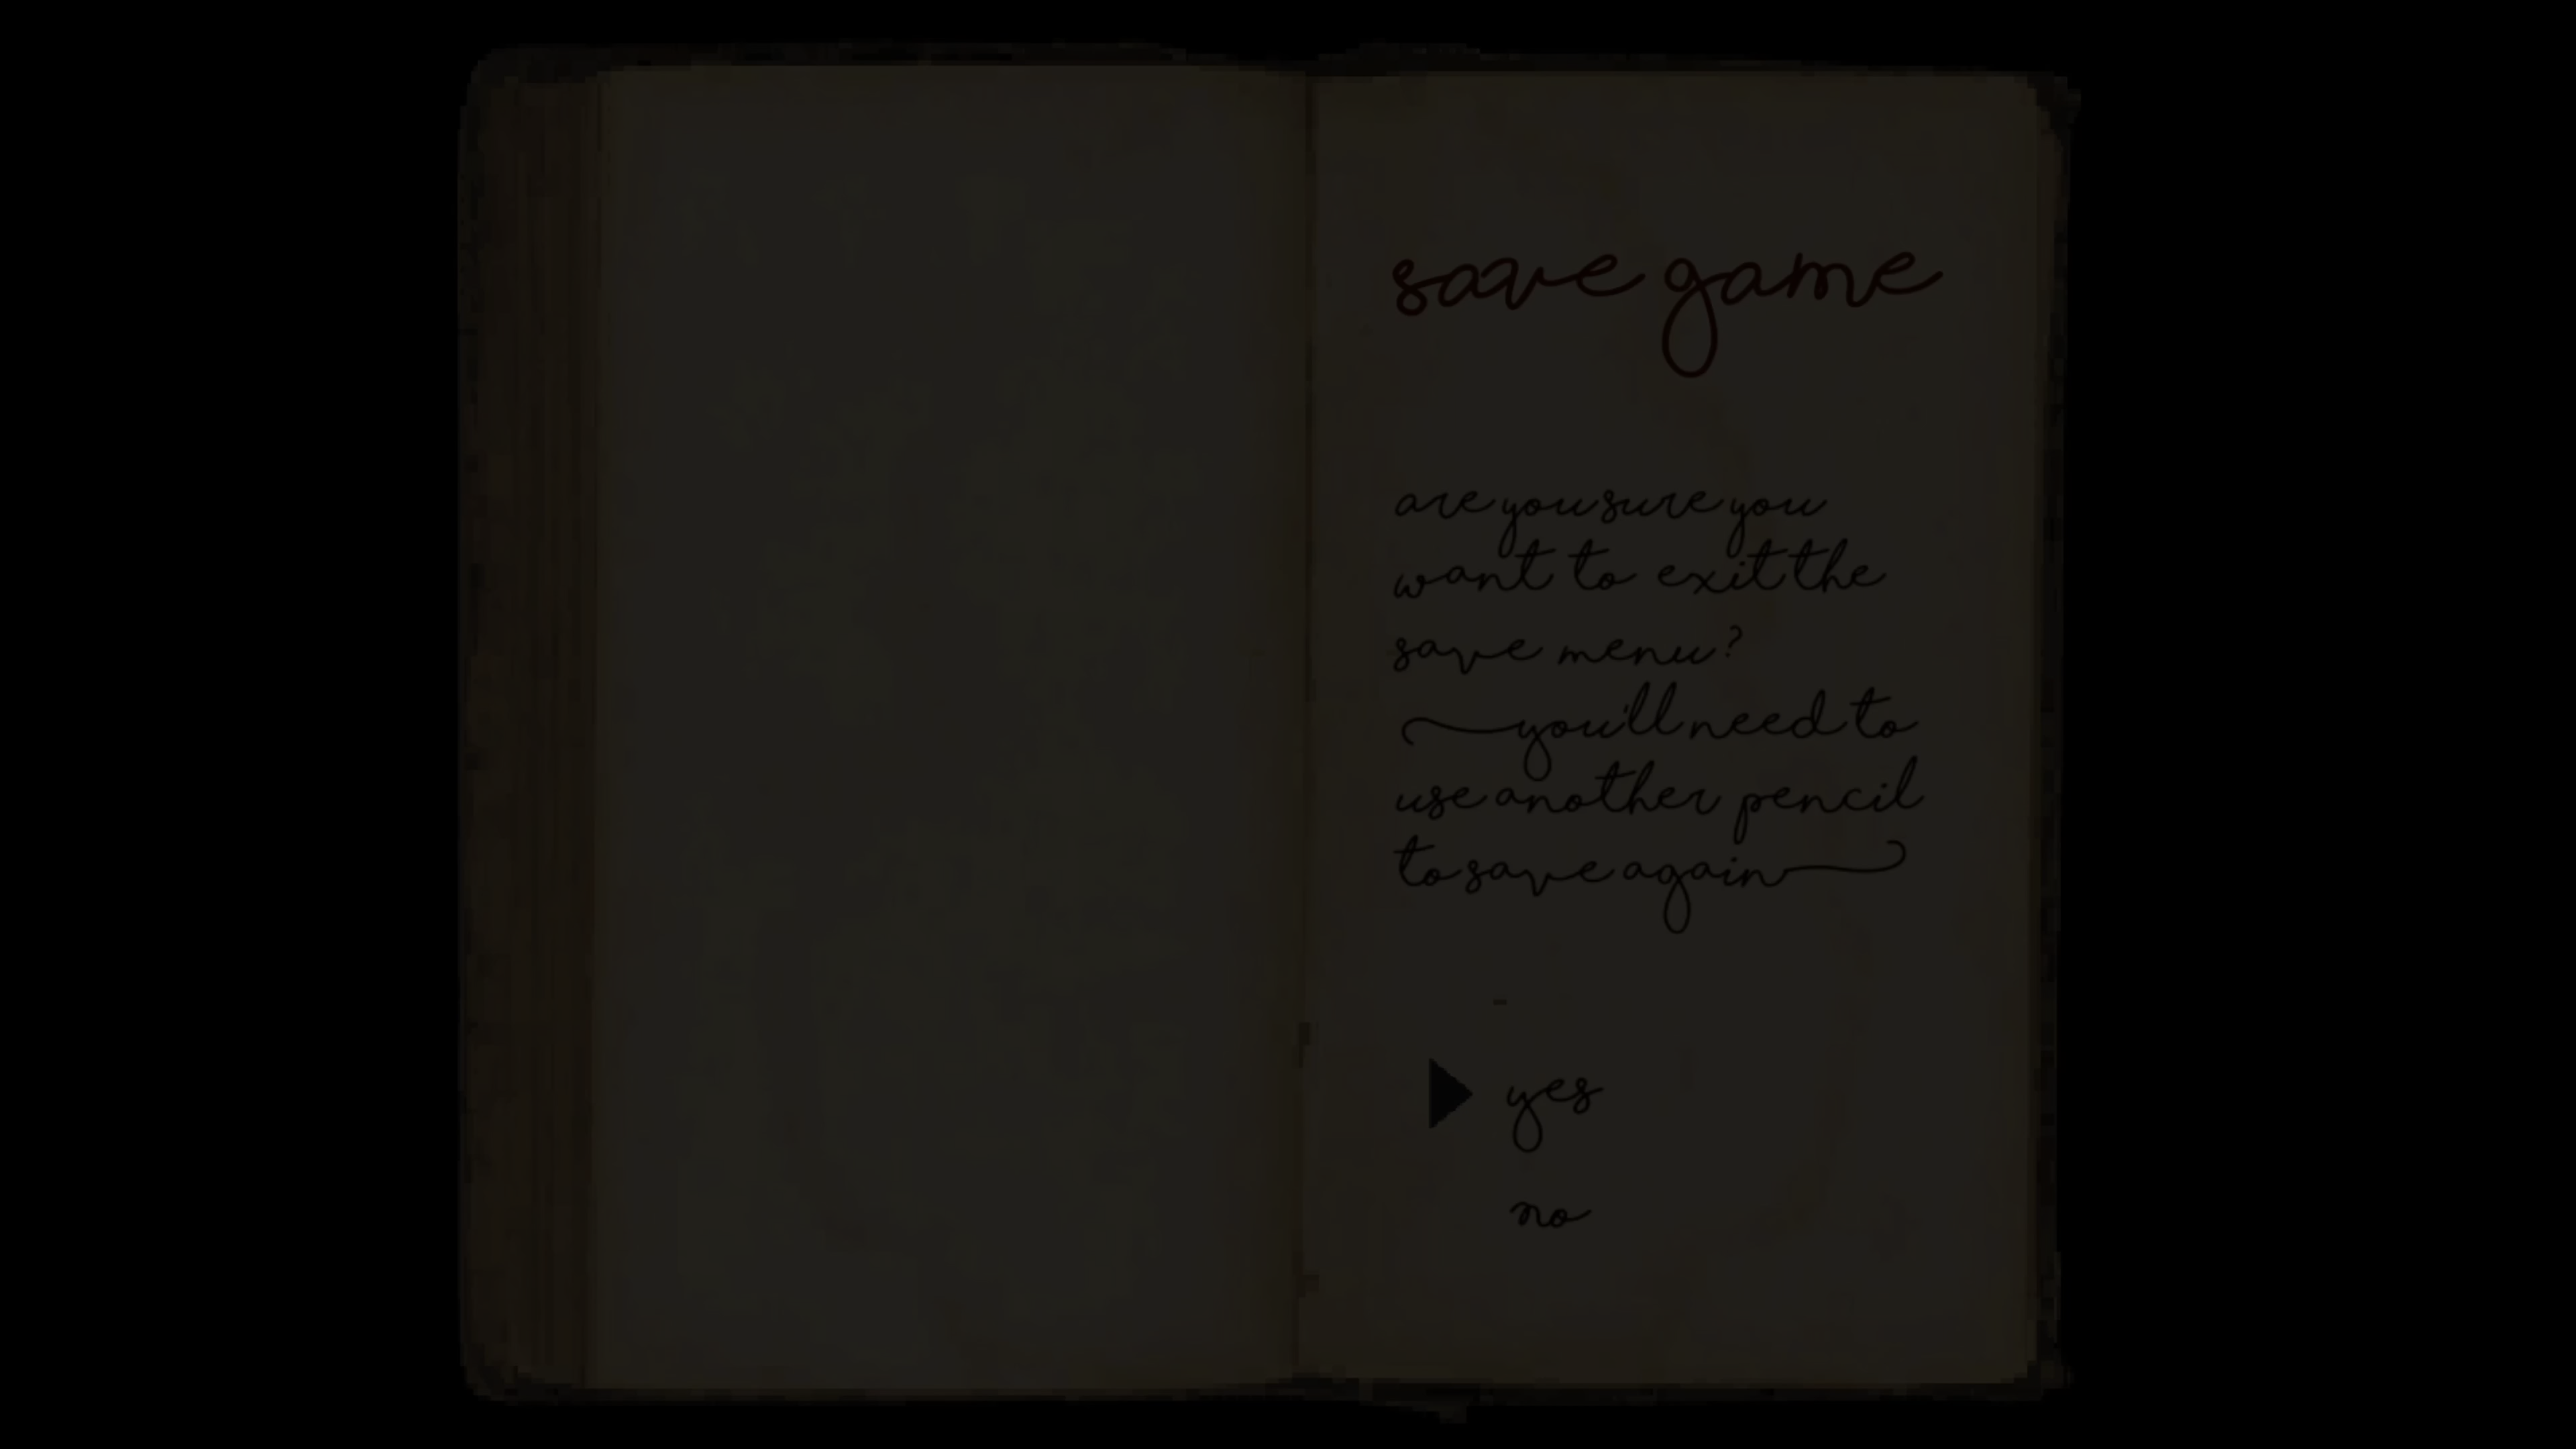 save game
are you sure you
want to exit the
save menu?
you'll need to
use another pencil
to save again
yes
no